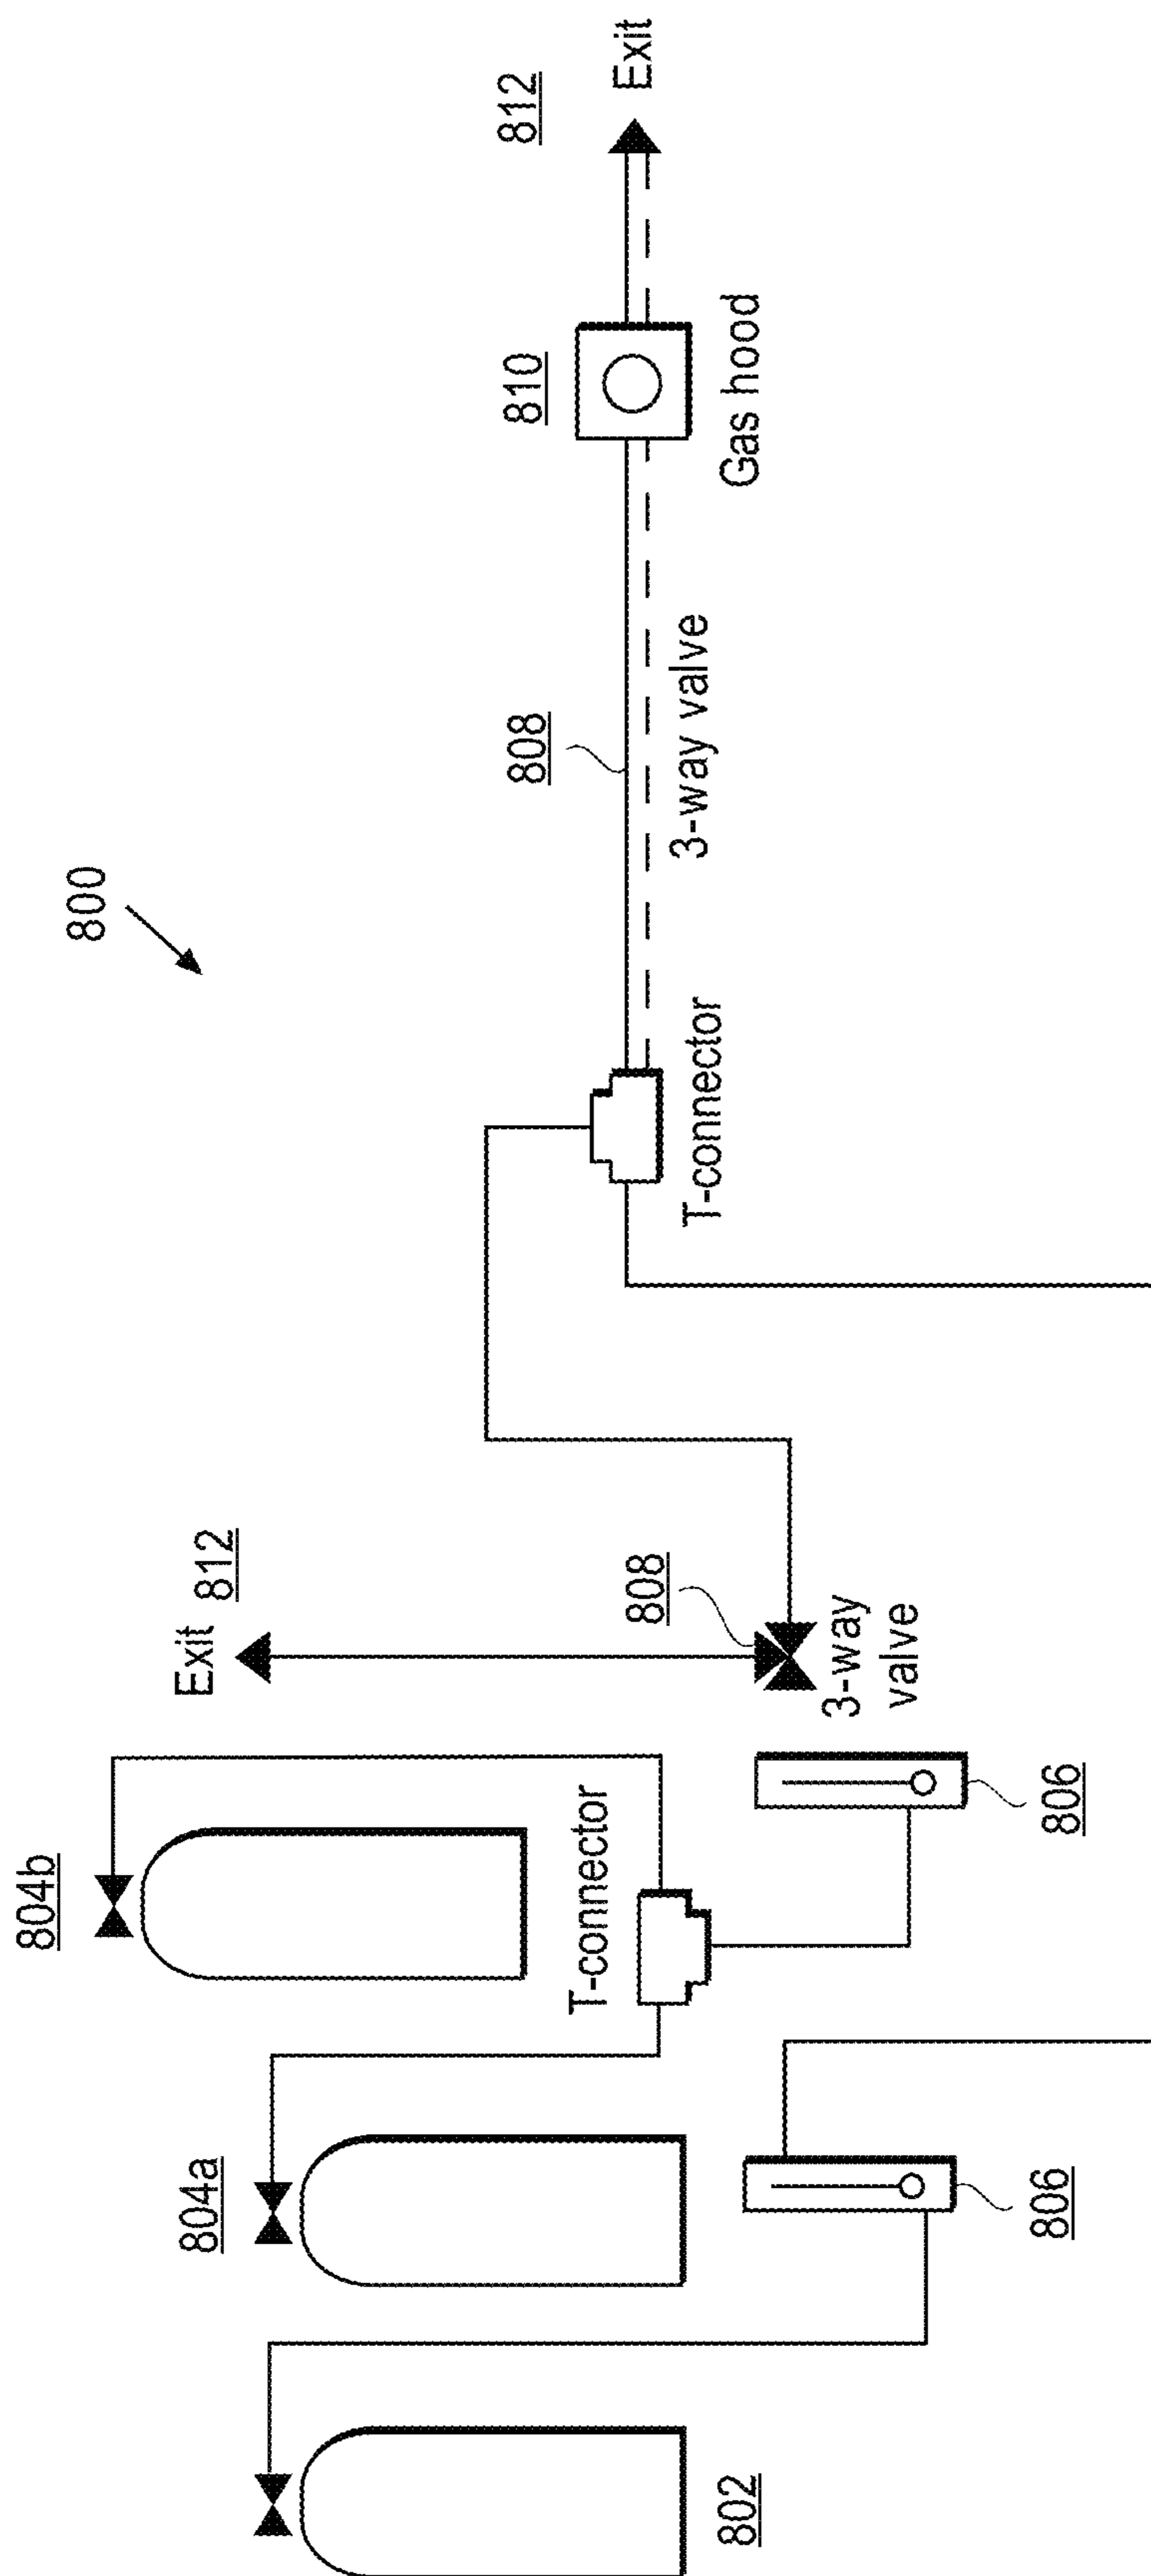 800
802
804a
804b
T-connector
806
806
Exit
812
808
3-way
valve
T-connector
808
3-way valve
810
Gas hood
812
Exit